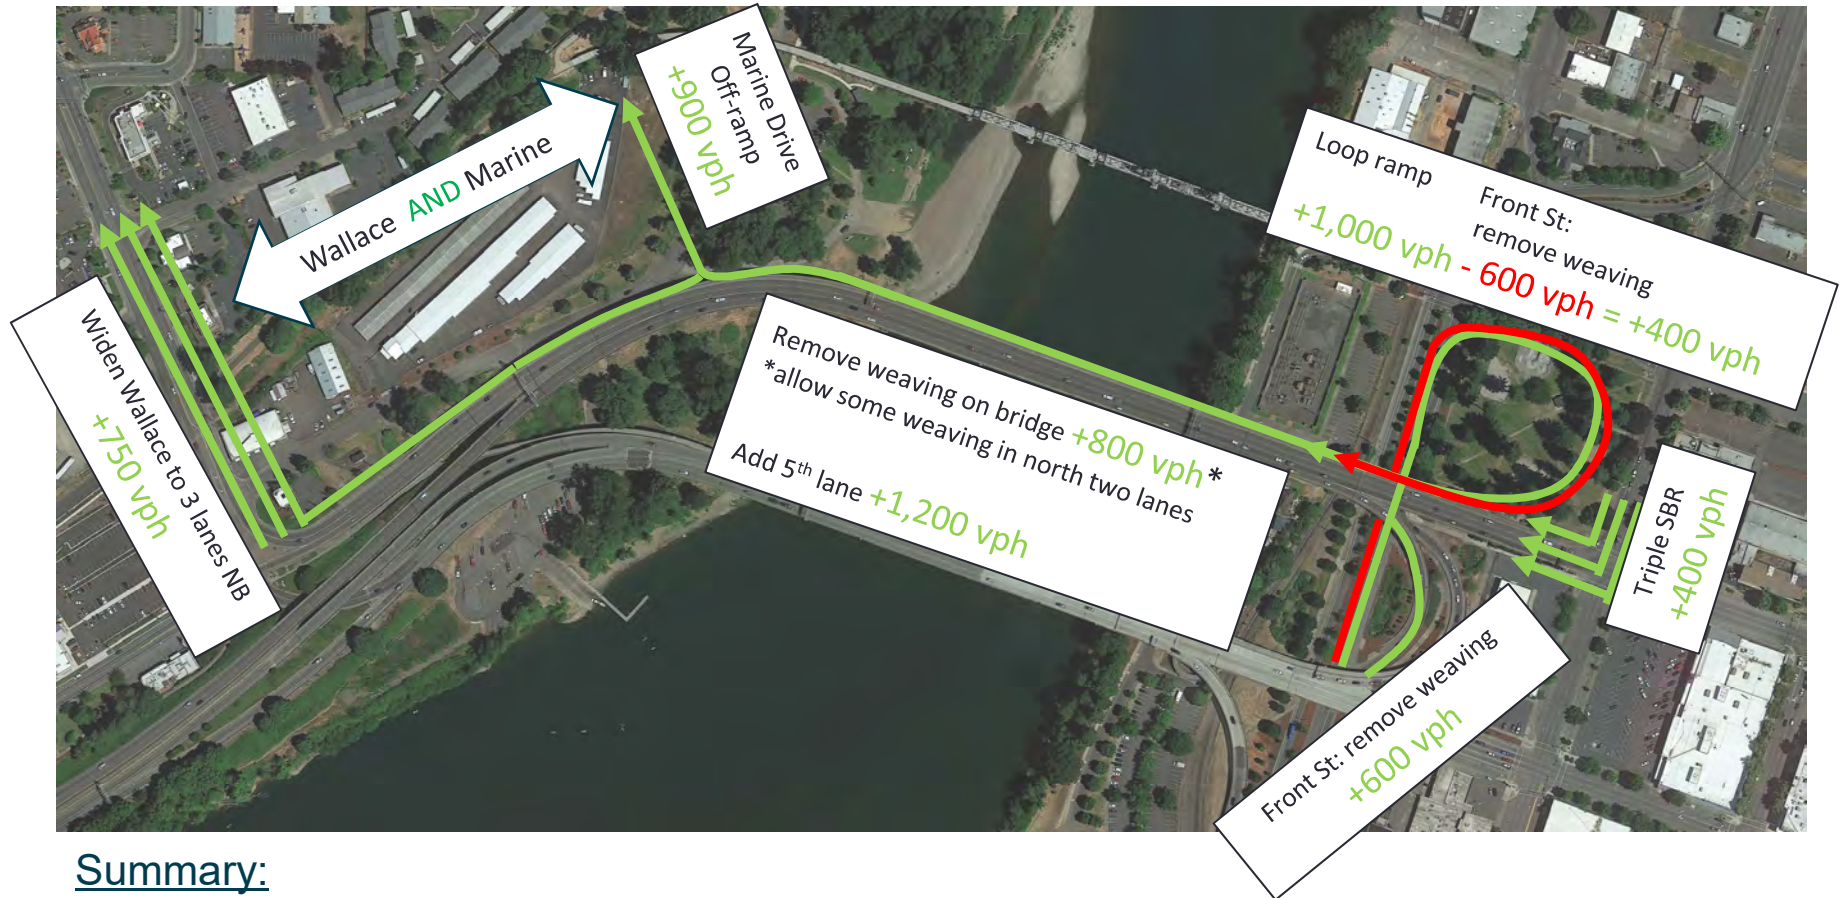 Marine Drive
Off-ramp
+900 vph
Wallace AND Marine
Loop ramp
Front St:
remove weaving
+1,000 vph - 600 vph = +400 vph
Widen Wallace to 3 lanes NB
+750 vph
Remove weaving on bridge +800 vph*
*allow some weaving in north two lanes
Add 5th lane +1,200 vph
Triple SBR
+400 vph
Front St: remove weaving
+600 vph
Summary: